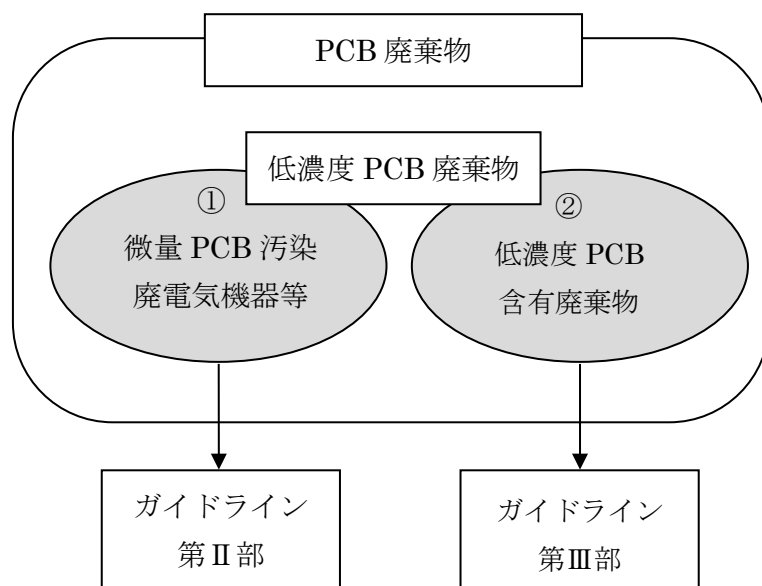 PCB 廃棄物
低濃度 PCB 廃棄物
①
微量 PCB 汚染
廃電気機器等
②
低濃度 PCB
含有廃棄物
ガイドライン
第Ⅱ部
ガイドライン
第Ⅲ部